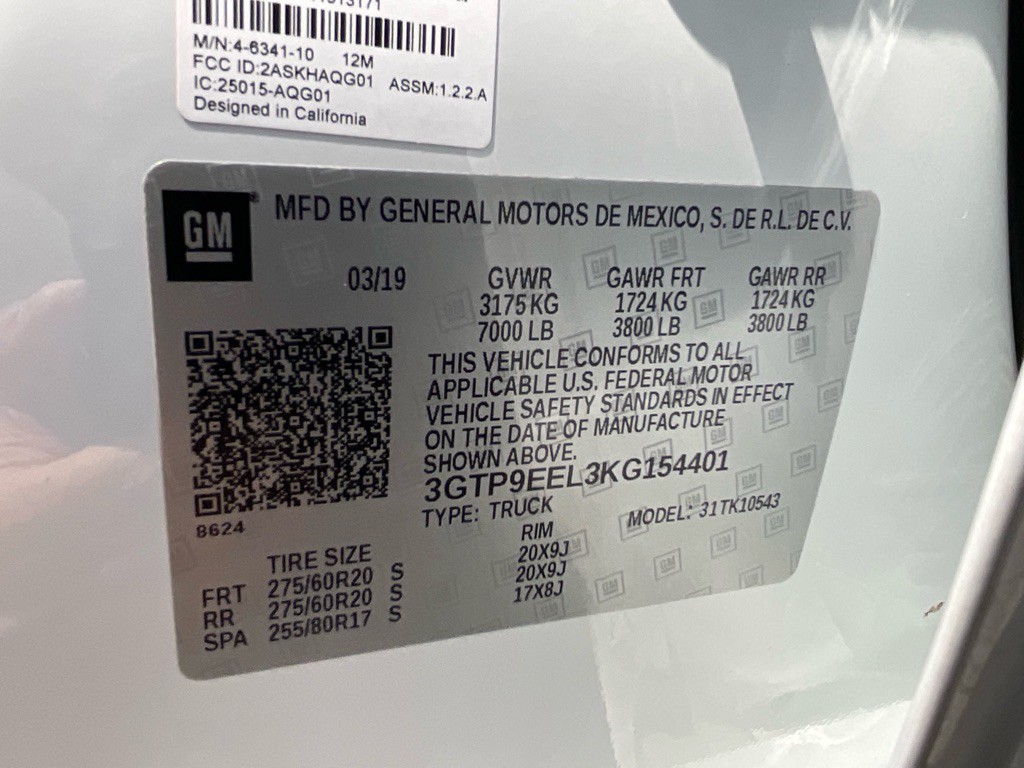 M/N:4-6341-10 12M
FCC ID:2ASKHAQG01 ASSM:1.2.2.A
IC:25015-AQG01
Designed in California
GM
MFD BY GENERAL MOTORS DE MEXICO, S. DE R.L. DE C.V.
03/19 GVWR GAWR FRT GAWR RR
3175 KG 1724 KG 1724 KG
7000 LB 3800 LB 3800 LB
THIS VEHICLE CONFORMS TO ALL
APPLICABLE U.S. FEDERAL MOTOR
VEHICLE SAFETY STANDARDS IN EFFECT
ON THE DATE OF MANUFACTURE
SHOWN ABOVE.
3GTP9EEL3KG154401
TYPE: TRUCK MODEL: 31TK10543
8624
TIRE SIZE RIM
FRT 275/60R20 S 20X9J
RR 275/60R20 S 20X9J
SPA 255/80R17 S 17X8J